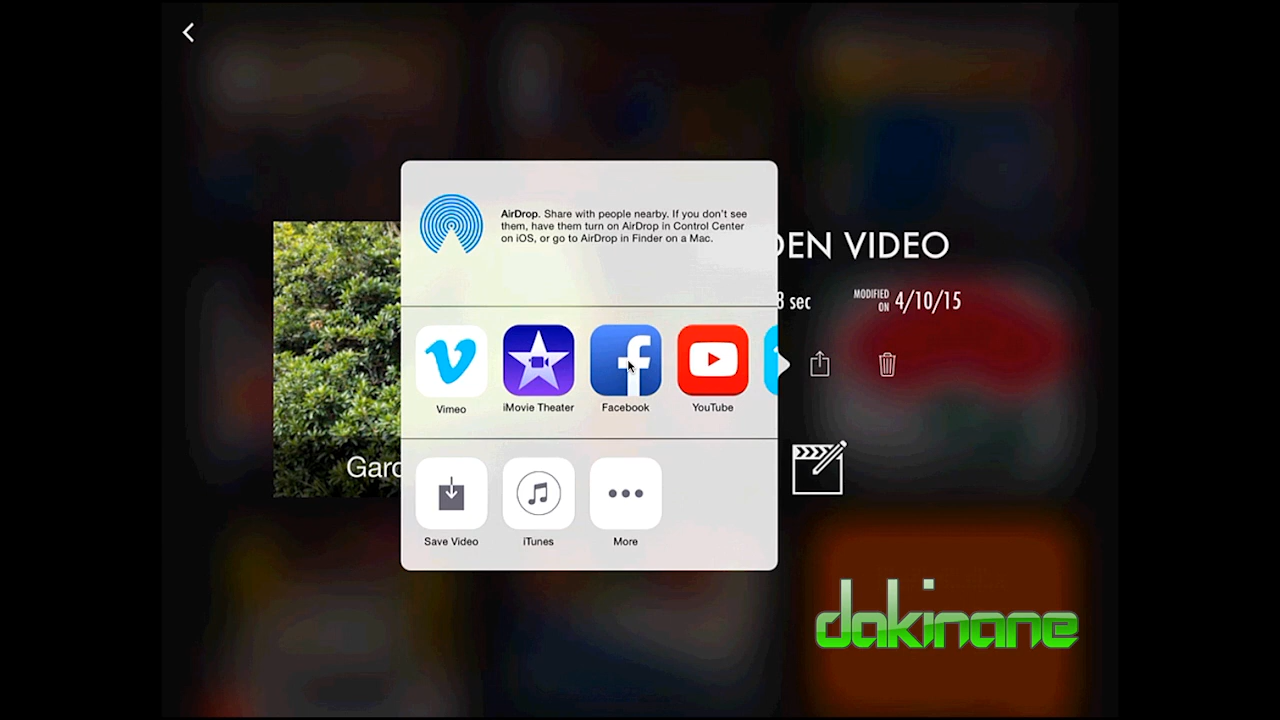 AirDrop. Share with people nearby. If you don't see
them, have them turn on AirDrop in Control Center
on iOS, or go to AirDrop in Finder on a Mac.
DEN VIDEO
8 sec
MODIFIED
ON 4/10/15
Vimeo
iMovie Theater
Facebook
YouTube
Gard
Save Video
iTunes
More
dakinane